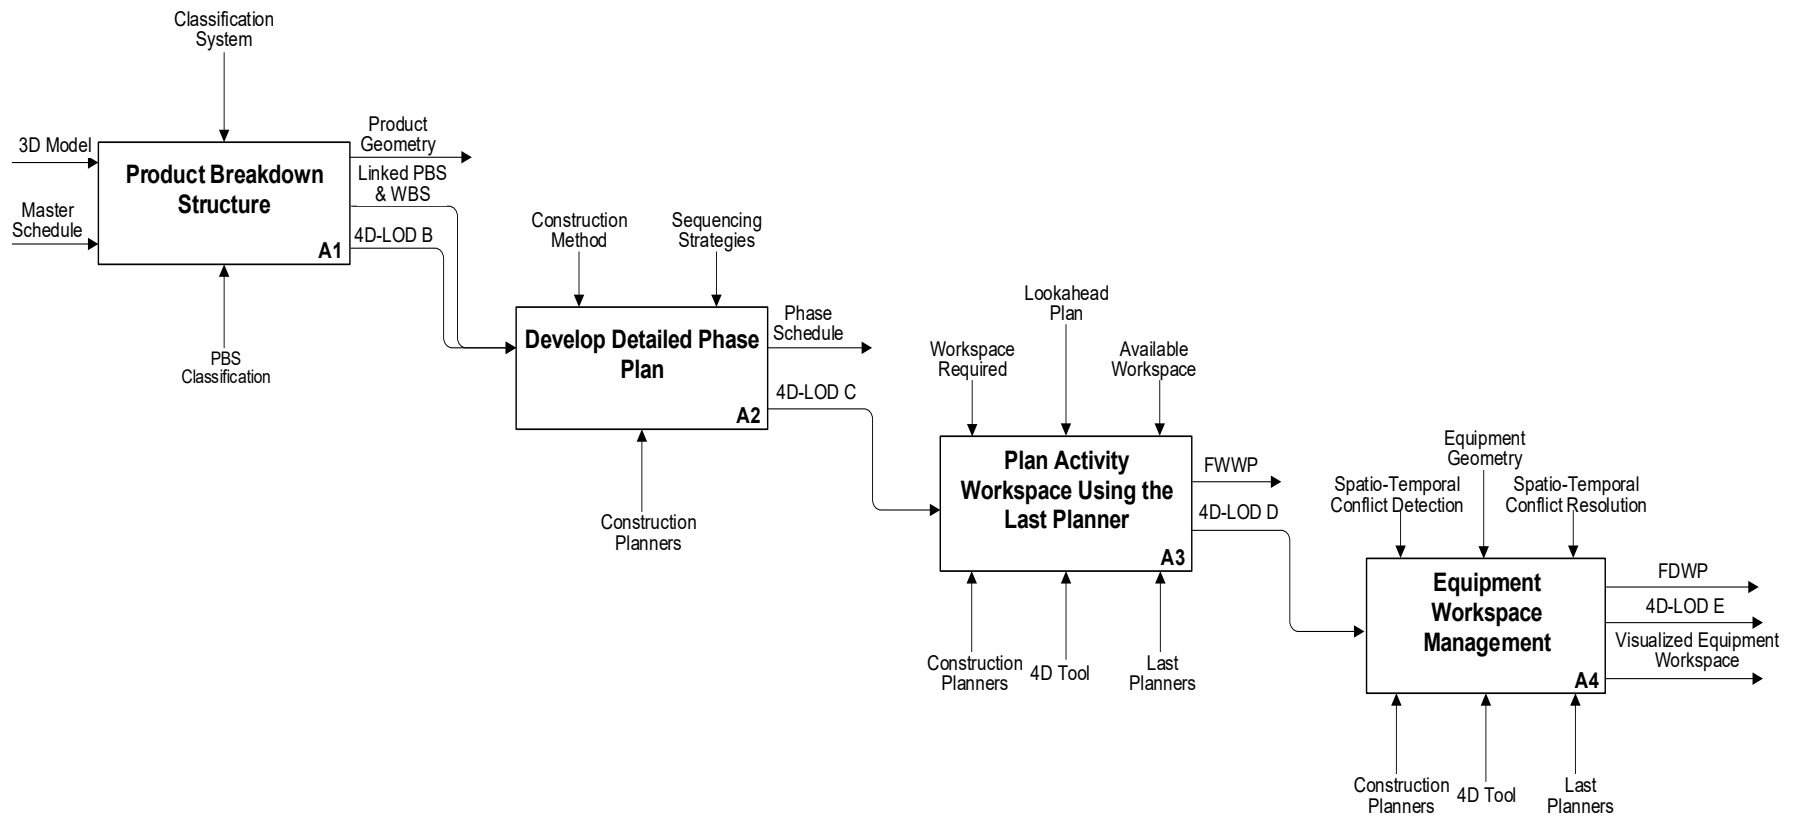 Classification
System
3D Model
Master
Schedule
Product Breakdown
Structure
A1
PBS
Classification
Product
Geometry
Linked PBS
& WBS
4D-LOD B
Construction
Method
Sequencing
Strategies
Develop Detailed Phase
Plan
A2
Construction
Planners
Phase
Schedule
4D-LOD C
Workspace
Required
Lookahead
Plan
Available
Workspace
Plan Activity
Workspace Using the
Last Planner
A3
Construction
Planners
4D Tool
Last
Planners
FWWP
4D-LOD D
Spatio-Temporal
Conflict Detection
Equipment
Geometry
Spatio-Temporal
Conflict Resolution
Equipment
Workspace
Management
A4
Construction
Planners
4D Tool
Last
Planners
FDWP
4D-LOD E
Visualized Equipment
Workspace